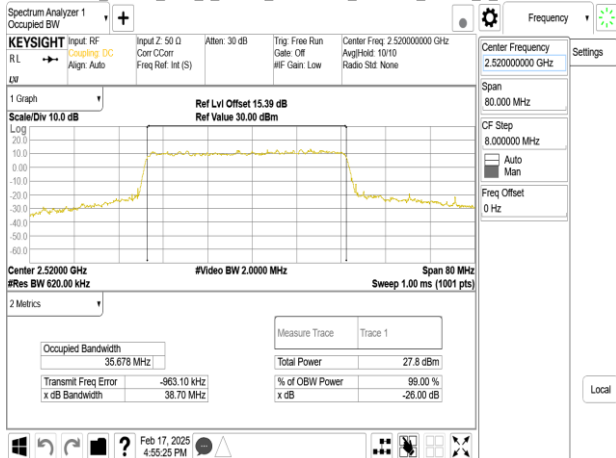 Spectrum Analyzer 1
Occupied BW
Frequency
KEYSIGHT
RL
LXI
Input: RF
Coupling: DC
Align: Auto
Input Z: 50 Ω
Corr CCorr
Freq Ref: Int (S)
Atten: 30 dB
Trig: Free Run
Gate: Off
#IF Gain: Low
Center Freq: 2.520000000 GHz
Avg|Hold: 10/10
Radio Std: None
Center Frequency
2.520000000 GHz
Settings
Span
80.000 MHz
CF Step
8.000000 MHz
Auto
Man
Freq Offset
0 Hz
Local
1 Graph
Scale/Div 10.0 dB
Ref Lvl Offset 15.39 dB
Ref Value 30.00 dBm
Log
20.0
10.0
0.00
-10.0
-20.0
-30.0
-40.0
-50.0
-60.0
Center 2.52000 GHz
#Video BW 2.0000 MHz
Span 80 MHz
#Res BW 620.00 kHz
Sweep 1.00 ms (1001 pts)
2 Metrics
Measure Trace
Trace 1
Occupied Bandwidth
35.678 MHz
Total Power
27.8 dBm
Transmit Freq Error
-963.10 kHz
% of OBW Power
99.00 %
x dB Bandwidth
38.70 MHz
x dB
-26.00 dB
?
Feb 17, 2025
4:55:25 PM